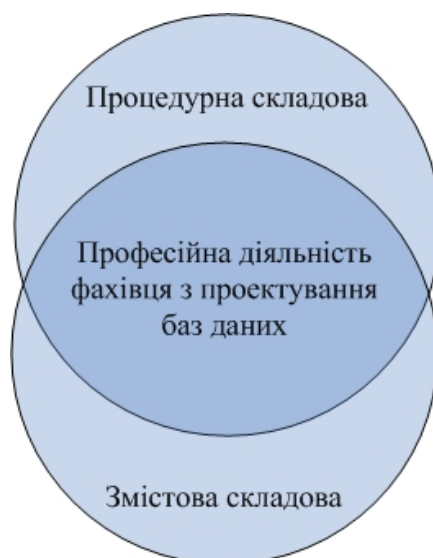 Процедурна складова
Професійна діяльність
фахівця з проектування
баз даних
Змістова складова